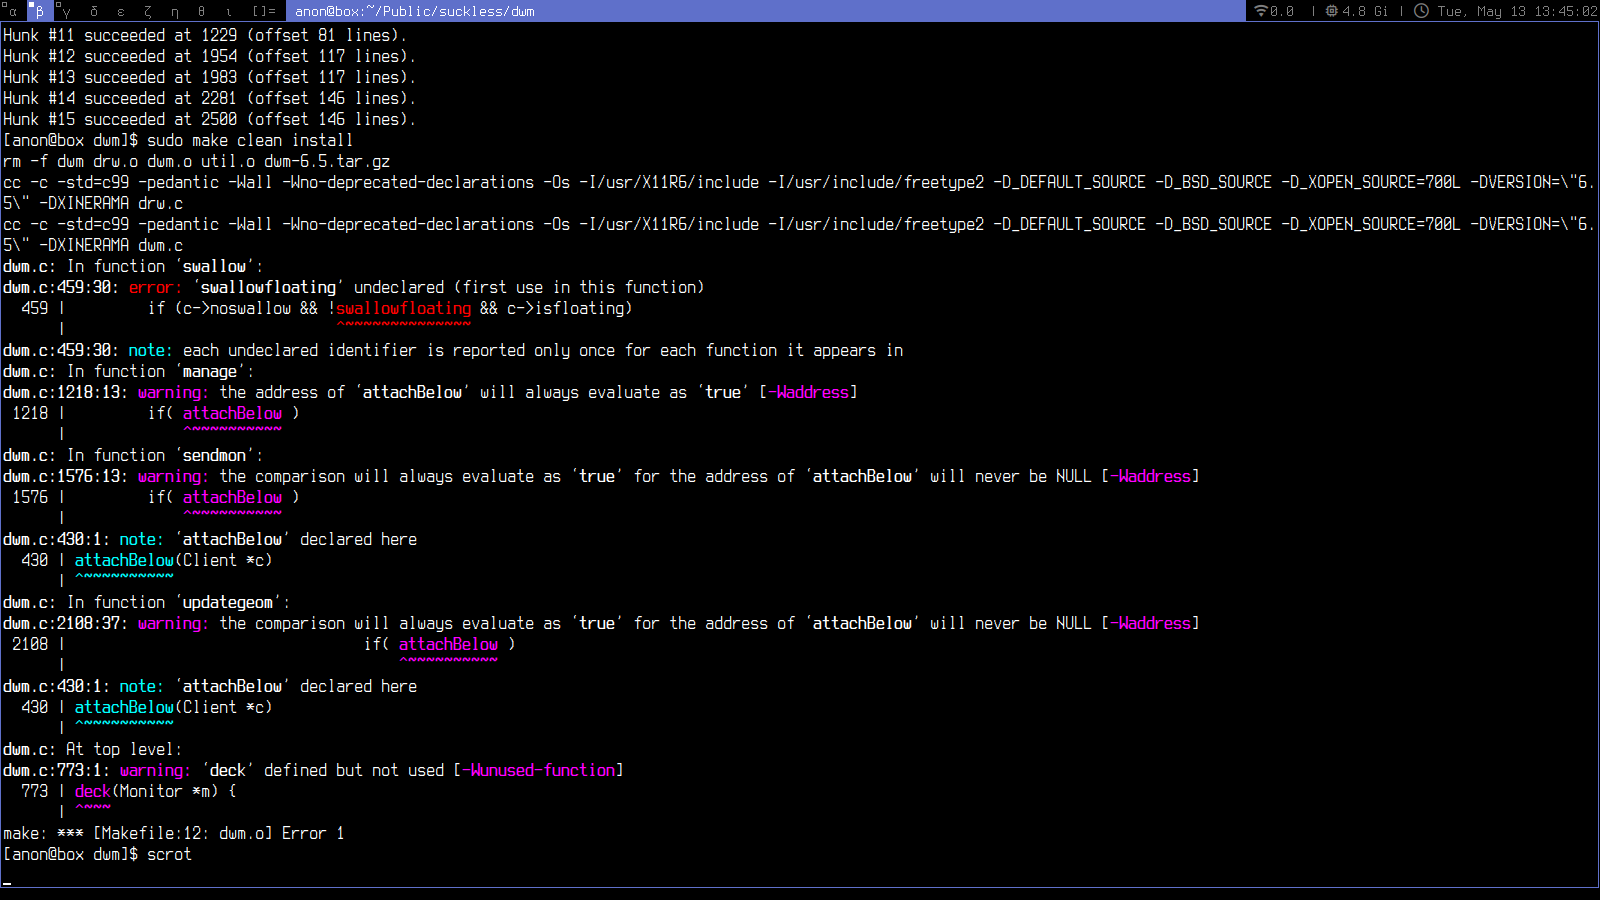 α β γ δ ε ζ η θ ι []= anon@box:~/Public/suckless/dwm 0.0 | 4.8 Gi | Tue, May 13 13:45:02
Hunk #11 succeeded at 1229 (offset 81 lines).
Hunk #12 succeeded at 1954 (offset 117 lines).
Hunk #13 succeeded at 1983 (offset 117 lines).
Hunk #14 succeeded at 2281 (offset 146 lines).
Hunk #15 succeeded at 2500 (offset 146 lines).
[anon@box dwm]$ sudo make clean install
rm -f dwm drw.o dwm.o util.o dwm-6.5.tar.gz
cc -c -std=c99 -pedantic -Wall -Wno-deprecated-declarations -Os -I/usr/X11R6/include -I/usr/include/freetype2 -D_DEFAULT_SOURCE -D_BSD_SOURCE -D_XOPEN_SOURCE=700L -DVERSION=\"6.
5\" -DXINERAMA drw.c
cc -c -std=c99 -pedantic -Wall -Wno-deprecated-declarations -Os -I/usr/X11R6/include -I/usr/include/freetype2 -D_DEFAULT_SOURCE -D_BSD_SOURCE -D_XOPEN_SOURCE=700L -DVERSION=\"6.
5\" -DXINERAMA dwm.c
dwm.c: In function ‘swallow’:
dwm.c:459:30: error: ‘swallowfloating’ undeclared (first use in this function)
  459 |         if (c->noswallow && !swallowfloating && c->isfloating)
      |                              ^~~~~~~~~~~~~~~
dwm.c:459:30: note: each undeclared identifier is reported only once for each function it appears in
dwm.c: In function ‘manage’:
dwm.c:1218:13: warning: the address of ‘attachBelow’ will always evaluate as ‘true’ [-Waddress]
 1218 |         if( attachBelow )
      |             ^~~~~~~~~~~
dwm.c: In function ‘sendmon’:
dwm.c:1576:13: warning: the comparison will always evaluate as ‘true’ for the address of ‘attachBelow’ will never be NULL [-Waddress]
 1576 |         if( attachBelow )
      |             ^~~~~~~~~~~
dwm.c:430:1: note: ‘attachBelow’ declared here
  430 | attachBelow(Client *c)
      | ^~~~~~~~~~~
dwm.c: In function ‘updategeom’:
dwm.c:2108:37: warning: the comparison will always evaluate as ‘true’ for the address of ‘attachBelow’ will never be NULL [-Waddress]
 2108 |                                 if( attachBelow )
      |                                     ^~~~~~~~~~~
dwm.c:430:1: note: ‘attachBelow’ declared here
  430 | attachBelow(Client *c)
      | ^~~~~~~~~~~
dwm.c: At top level:
dwm.c:773:1: warning: ‘deck’ defined but not used [-Wunused-function]
  773 | deck(Monitor *m) {
      | ^~~~
make: *** [Makefile:12: dwm.o] Error 1
[anon@box dwm]$ scrot